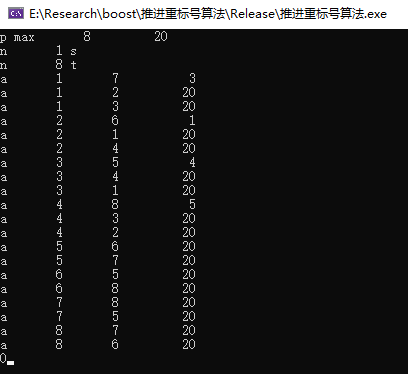 E:\Research\boost\推进重标号算法\Release\推进重标号算法.exe
p max 8 20
n 1 s
n 8 t
a 1 7 3
a 1 2 20
a 1 3 20
a 2 6 1
a 2 1 20
a 2 4 20
a 3 5 4
a 3 4 20
a 3 1 20
a 4 8 5
a 4 3 20
a 4 2 20
a 5 6 20
a 5 7 20
a 6 5 20
a 6 8 20
a 7 8 20
a 7 5 20
a 8 7 20
a 8 6 20
0